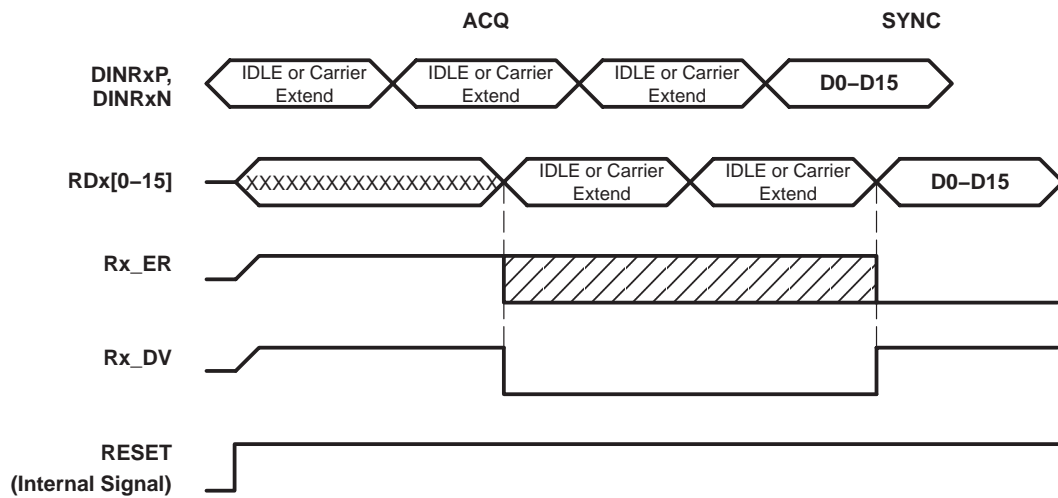 ACQ SYNC
DINRxP,
DINRxN
IDLE or Carrier
Extend
IDLE or Carrier
Extend
IDLE or Carrier
Extend
D0–D15
RDx[0–15]
XXXXXXXXXXXXXXXXXXX
IDLE or Carrier
Extend
IDLE or Carrier
Extend
D0–D15
Rx_ER
Rx_DV
RESET
(Internal Signal)